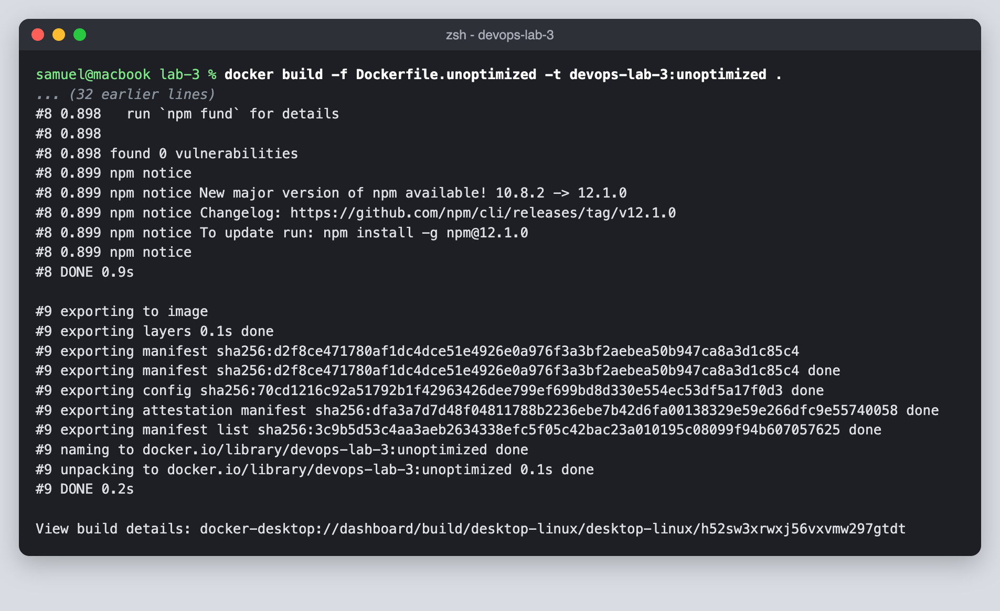 zsh - devops-lab-3
samuel@macbook lab-3 % docker build -f Dockerfile.unoptimized -t devops-lab-3:unoptimized .
... (32 earlier lines)
#8 0.898   run `npm fund` for details
#8 0.898
#8 0.898 found 0 vulnerabilities
#8 0.899 npm notice
#8 0.899 npm notice New major version of npm available! 10.8.2 -> 12.1.0
#8 0.899 npm notice Changelog: https://github.com/npm/cli/releases/tag/v12.1.0
#8 0.899 npm notice To update run: npm install -g npm@12.1.0
#8 0.899 npm notice
#8 DONE 0.9s
#9 exporting to image
#9 exporting layers 0.1s done
#9 exporting manifest sha256:d2f8ce471780af1dc4dce51e4926e0a976f3a3bf2aebea50b947ca8a3d1c85c4
#9 exporting manifest sha256:d2f8ce471780af1dc4dce51e4926e0a976f3a3bf2aebea50b947ca8a3d1c85c4 done
#9 exporting config sha256:70cd1216c92a51792b1f42963426dee799ef699bd8d330e554ec53df5a17f0d3 done
#9 exporting attestation manifest sha256:dfa3a7d7d48f04811788b2236ebe7b42d6fa00138329e59e266dfc9e55740058 done
#9 exporting manifest list sha256:3c9b5d53c4aa3aeb2634338efc5f05c42bac23a010195c08099f94b607057625 done
#9 naming to docker.io/library/devops-lab-3:unoptimized done
#9 unpacking to docker.io/library/devops-lab-3:unoptimized 0.1s done
#9 DONE 0.2s
View build details: docker-desktop://dashboard/build/desktop-linux/desktop-linux/h52sw3xrwxj56vxvmw297gtdt